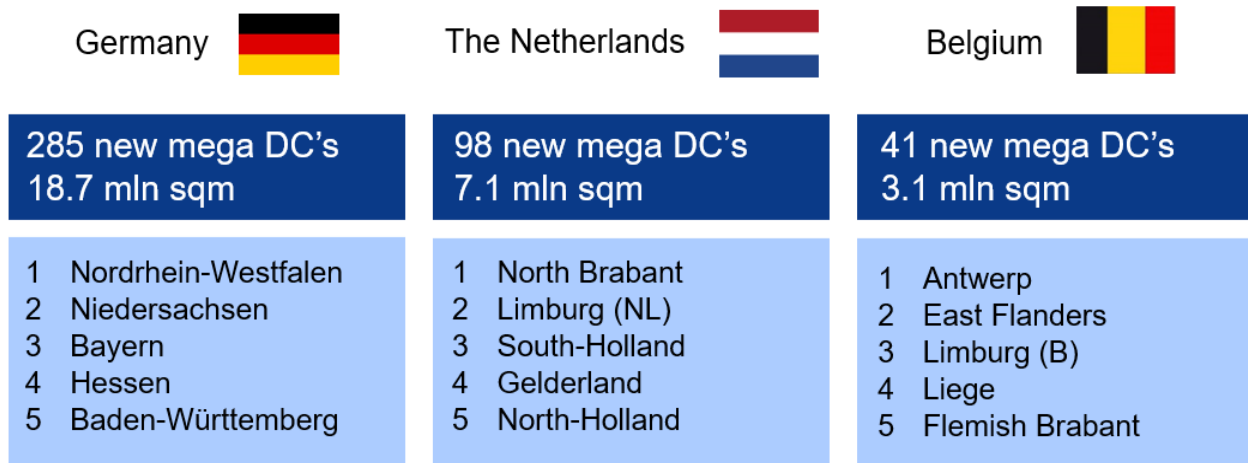 Germany
285 new mega DC's
18.7 mln sqm
1 Nordrhein-Westfalen
2 Niedersachsen
3 Bayern
4 Hessen
5 Baden-Württemberg
The Netherlands
98 new mega DC's
7.1 mln sqm
1 North Brabant
2 Limburg (NL)
3 South-Holland
4 Gelderland
5 North-Holland
Belgium
41 new mega DC's
3.1 mln sqm
1 Antwerp
2 East Flanders
3 Limburg (B)
4 Liege
5 Flemish Brabant